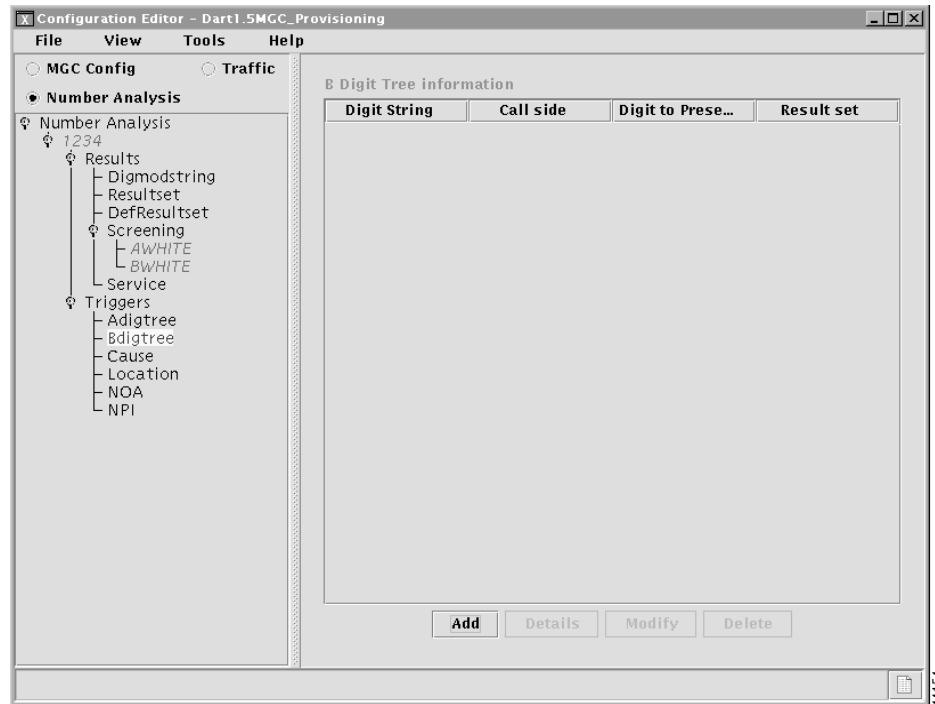 Configuration Editor - Dart1.5MGC_Provisioning
File View Tools Help
MGC Config Traffic
Number Analysis
Number Analysis
1234
Results
Digmodstring
Resultset
DefResultset
Screening
AWHITE
BWHITE
Service
Triggers
Adigtree
Bdigtree
Cause
Location
NOA
NPI
B Digit Tree information
Digit String Call side Digit to Prese... Result set
Add Details Modify Delete